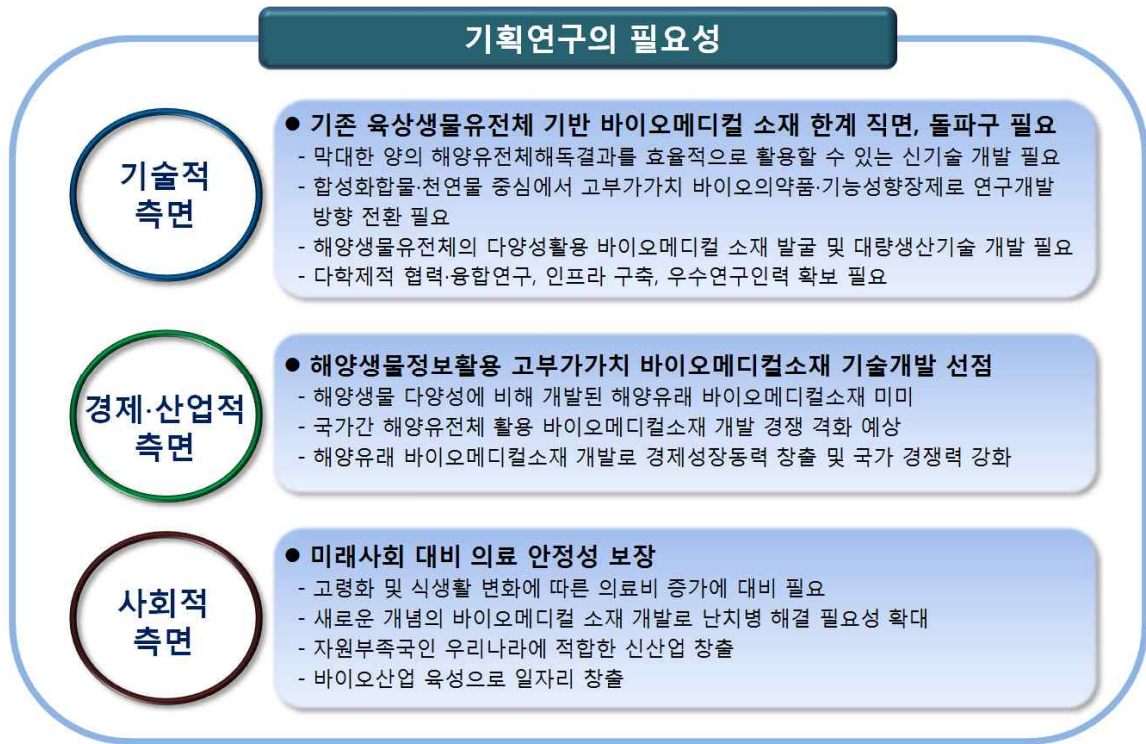 기획연구의 필요성
기술적
측면
● 기존 육상생물유전체 기반 바이오메디컬 소재 한계 직면, 돌파구 필요
- 막대한 양의 해양유전체해독결과를 효율적으로 활용할 수 있는 신기술 개발 필요
- 합성화합물·천연물 중심에서 고부가가치 바이오의약품·기능성향장제로 연구개발
방향 전환 필요
- 해양생물유전체의 다양성활용 바이오메디컬 소재 발굴 및 대량생산기술 개발 필요
- 다학제적 협력·융합연구, 인프라 구축, 우수연구인력 확보 필요
경제·산업적
측면
● 해양생물정보활용 고부가가치 바이오메디컬소재 기술개발 선점
- 해양생물 다양성에 비해 개발된 해양유래 바이오메디컬소재 미미
- 국가간 해양유전체 활용 바이오메디컬소재 개발 경쟁 격화 예상
- 해양유래 바이오메디컬소재 개발로 경제성장동력 창출 및 국가 경쟁력 강화
사회적
측면
● 미래사회 대비 의료 안정성 보장
- 고령화 및 식생활 변화에 따른 의료비 증가에 대비 필요
- 새로운 개념의 바이오메디컬 소재 개발로 난치병 해결 필요성 확대
- 자원부족국인 우리나라에 적합한 신산업 창출
- 바이오산업 육성으로 일자리 창출